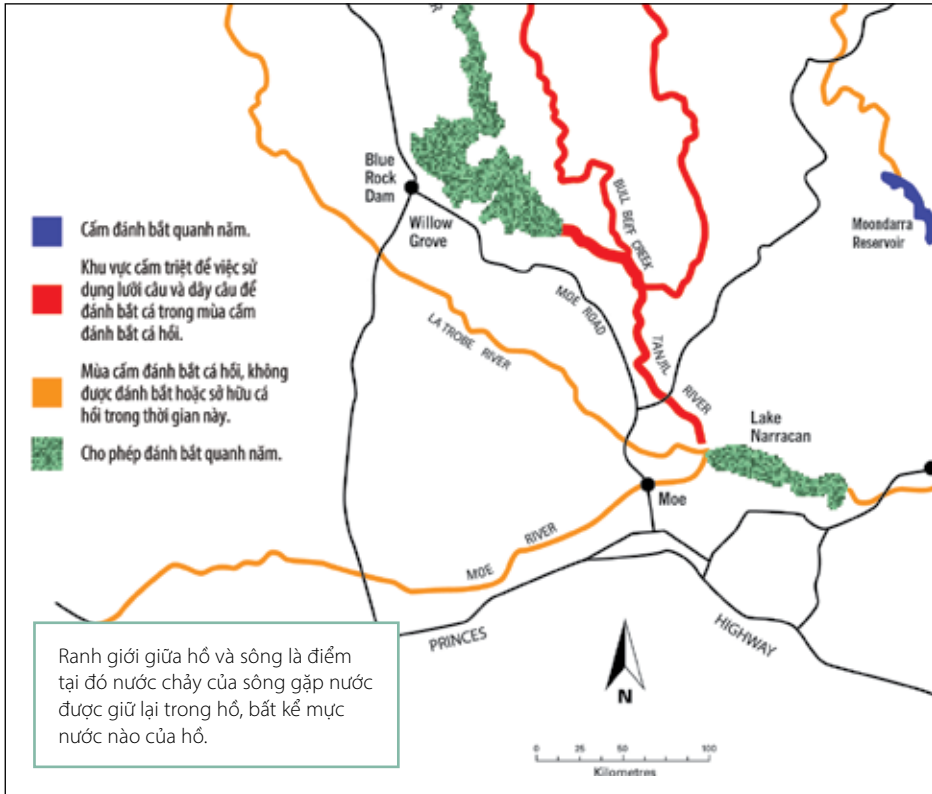 R
Blue
Rock
Dam
Willow
Grove
BULL BEEF CREEK
Moondarra
Reservoir
Cấm đánh bắt quanh năm.
Khu vực cấm triệt để việc sử
dụng lưỡi câu và dây câu để
đánh bắt cá trong mùa cấm
đánh bắt cá hồi.
Mùa cấm đánh bắt cá hồi, không
được đánh bắt hoặc sở hữu cá
hồi trong thời gian này.
Cho phép đánh bắt quanh năm.
LA TROBE RIVER
MOE ROAD
TANJIL
RIVER
Lake
Narracan
Moe
MOE
RIVER
PRINCES
HIGHWAY
Ranh giới giữa hồ và sông là điểm
tại đó nước chảy của sông gặp nước
được giữ lại trong hồ, bất kể mực
nước nào của hồ.
N
0 25 50 100
Kilometres